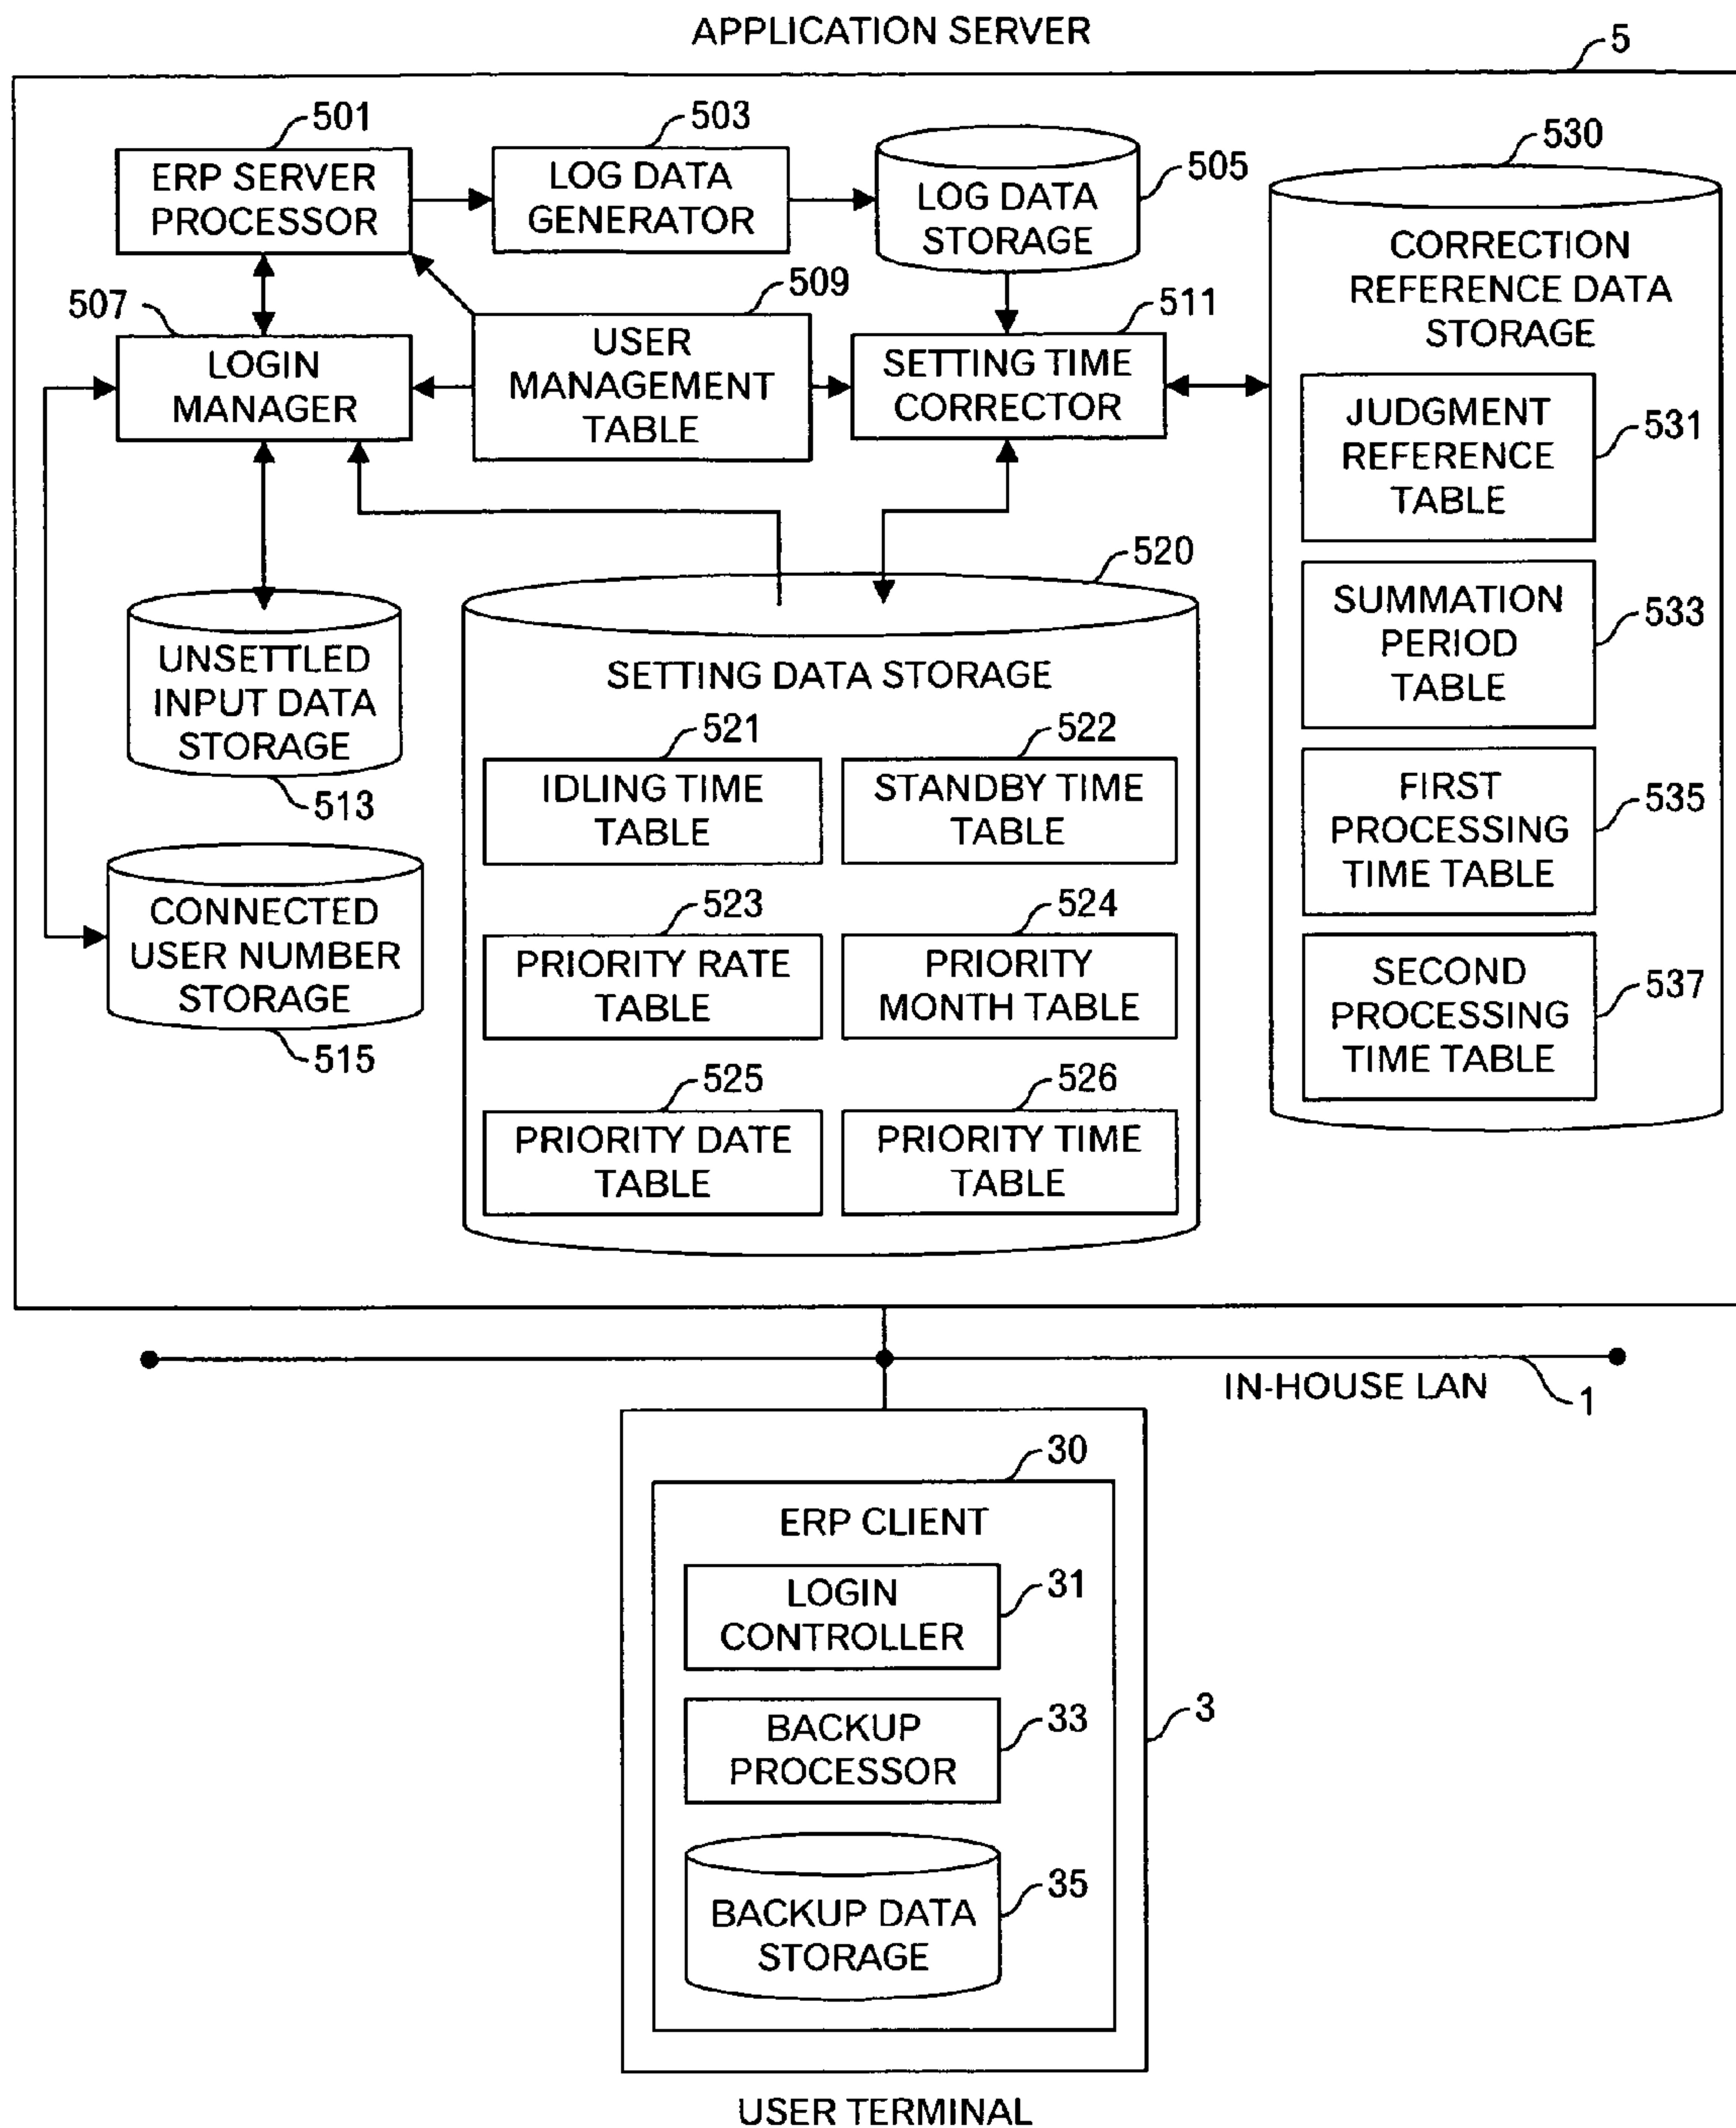 APPLICATION SERVER
5
501
ERP SERVER
PROCESSOR
503
LOG DATA
GENERATOR
LOG DATA
STORAGE
505
530
CORRECTION
REFERENCE DATA
STORAGE
507
LOGIN
MANAGER
509
USER
MANAGEMENT
TABLE
511
SETTING TIME
CORRECTOR
JUDGMENT
REFERENCE
TABLE
531
SUMMATION
PERIOD
TABLE
533
FIRST
PROCESSING
TIME TABLE
535
SECOND
PROCESSING
TIME TABLE
537
UNSETTLED
INPUT DATA
STORAGE
513
CONNECTED
USER NUMBER
STORAGE
515
520
SETTING DATA STORAGE
521
IDLING TIME
TABLE
522
STANDBY TIME
TABLE
523
PRIORITY RATE
TABLE
524
PRIORITY
MONTH TABLE
525
PRIORITY DATE
TABLE
526
PRIORITY TIME
TABLE
IN-HOUSE LAN
1
30
ERP CLIENT
LOGIN
CONTROLLER
31
BACKUP
PROCESSOR
33
3
BACKUP DATA
STORAGE
35
USER TERMINAL